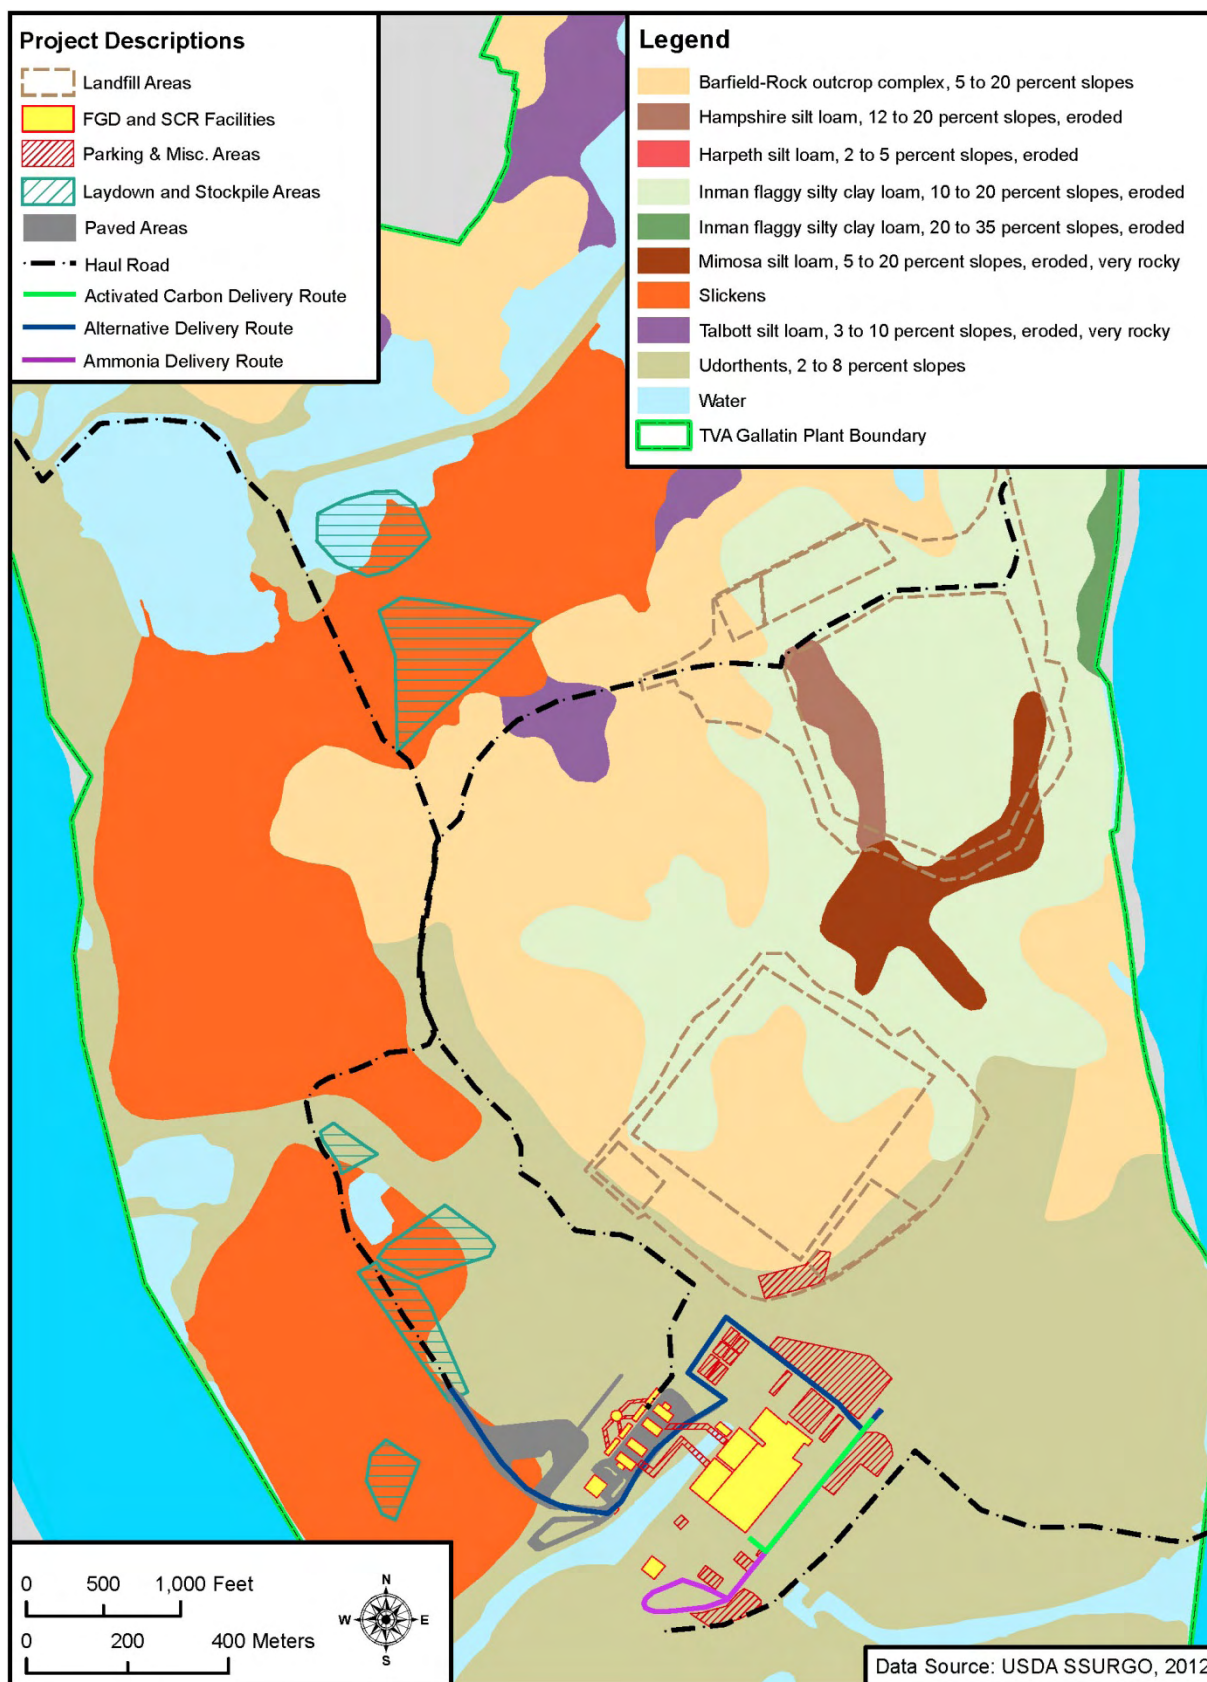 Project Descriptions
Landfill Areas
FGD and SCR Facilities
Parking & Misc. Areas
Laydown and Stockpile Areas
Paved Areas
Haul Road
Activated Carbon Delivery Route
Alternative Delivery Route
Ammonia Delivery Route
Legend
Barfield-Rock outcrop complex, 5 to 20 percent slopes
Hampshire silt loam, 12 to 20 percent slopes, eroded
Harpeth silt loam, 2 to 5 percent slopes, eroded
Inman flaggy silty clay loam, 10 to 20 percent slopes, eroded
Inman flaggy silty clay loam, 20 to 35 percent slopes, eroded
Mimosa silt loam, 5 to 20 percent slopes, eroded, very rocky
Slickens
Talbott silt loam, 3 to 10 percent slopes, eroded, very rocky
Udorthents, 2 to 8 percent slopes
Water
TVA Gallatin Plant Boundary
0 500 1,000 Feet
0 200 400 Meters
N
W E
S
Data Source: USDA SSURGO, 2012